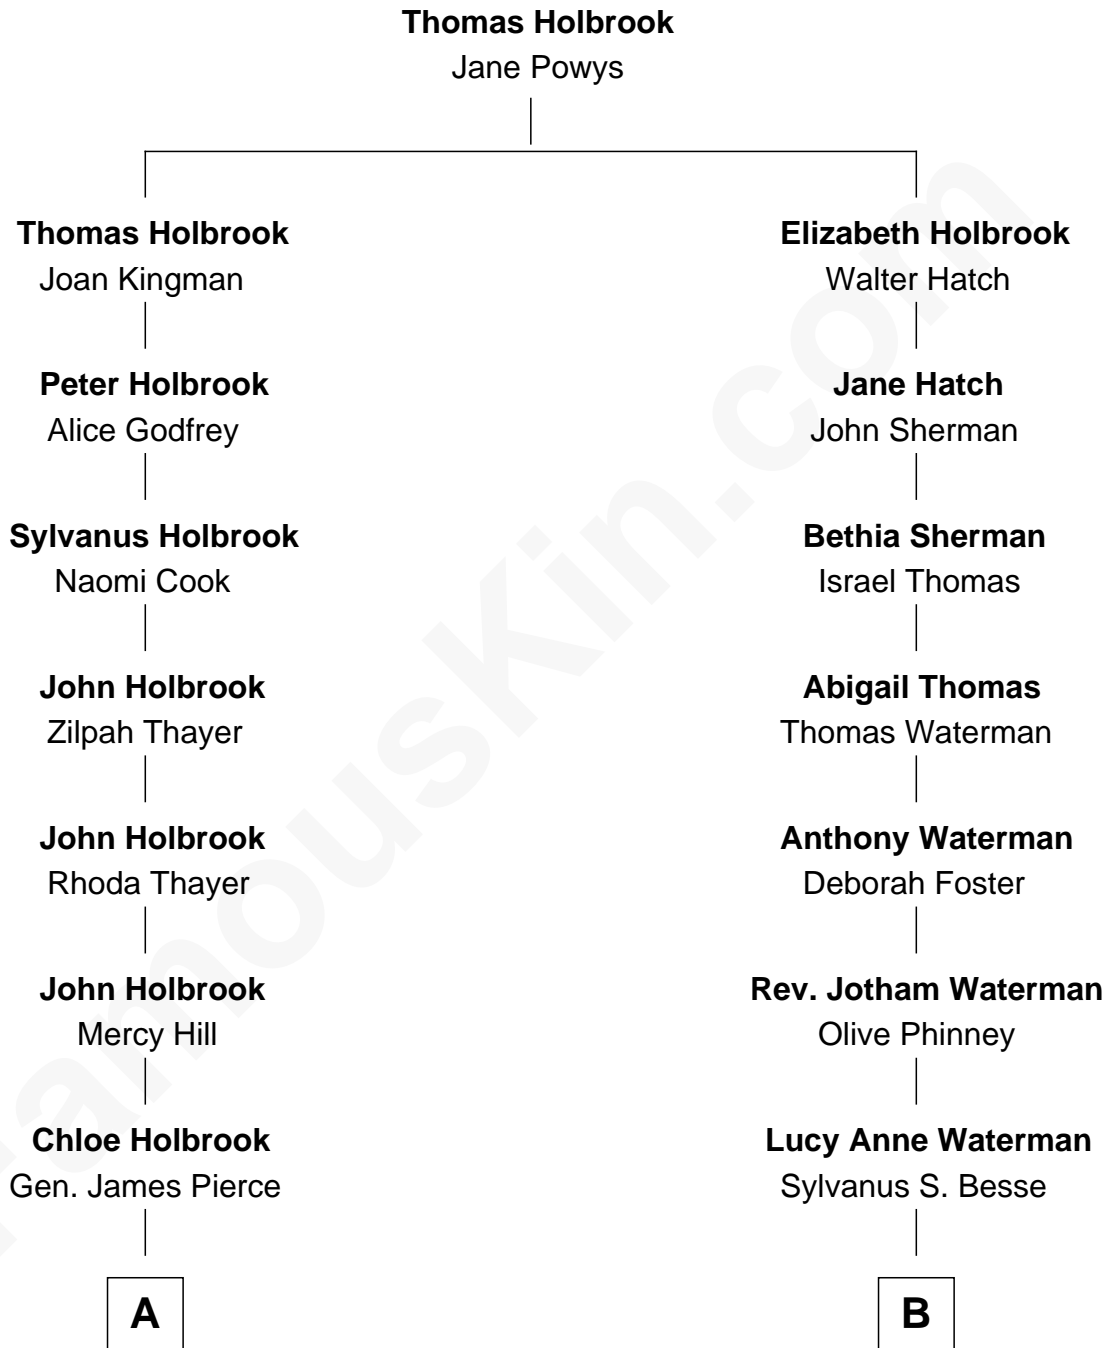 Thomas Holbrook
Jane Powys
Thomas Holbrook
Joan Kingman
Peter Holbrook
Alice Godfrey
Sylvanus Holbrook
Naomi Cook
John Holbrook
Zilpah Thayer
John Holbrook
Rhoda Thayer
John Holbrook
Mercy Hill
Chloe Holbrook
Gen. James Pierce
A
Elizabeth Holbrook
Walter Hatch
Jane Hatch
John Sherman
Bethia Sherman
Israel Thomas
Abigail Thomas
Thomas Waterman
Anthony Waterman
Deborah Foster
Rev. Jotham Waterman
Olive Phinney
Lucy Anne Waterman
Sylvanus S. Besse
B
FamousKin.com